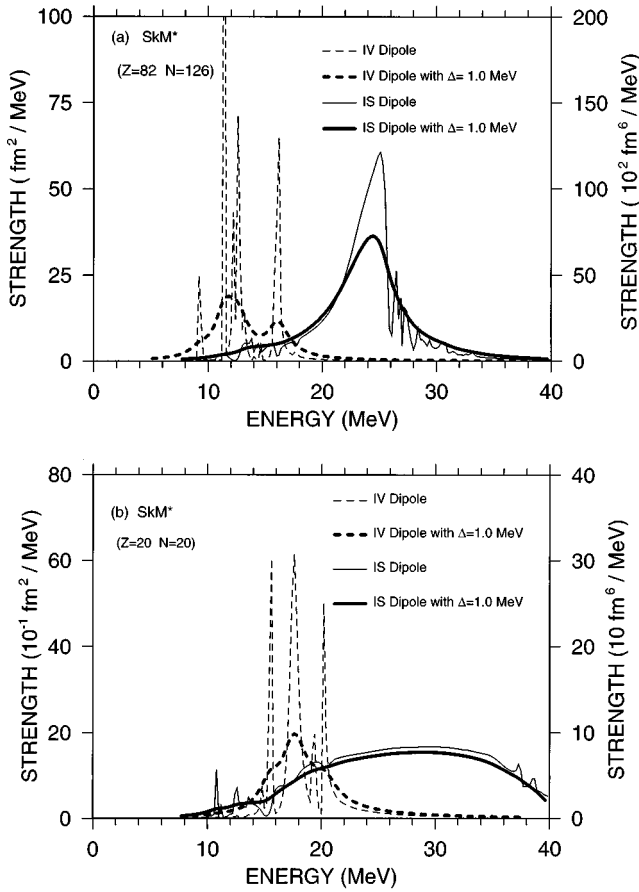 100
75
50
25
0
STRENGTH ( fm² / MeV)
(a) SkM*
(Z=82 N=126)
IV Dipole
IV Dipole with Δ= 1.0 MeV
IS Dipole
IS Dipole with Δ= 1.0 MeV
200
150
100
50
0
STRENGTH ( 10² fm⁶ / MeV)
0 10 20 30 40
ENERGY (MeV)
80
60
40
20
0
STRENGTH (10⁻¹ fm² / MeV)
(b) SkM*
(Z=20 N=20)
IV Dipole
IV Dipole with Δ=1.0 MeV
IS Dipole
IS Dipole with Δ=1.0 MeV
40
30
20
10
0
STRENGTH (10 fm⁶ / MeV)
0 10 20 30 40
ENERGY (MeV)